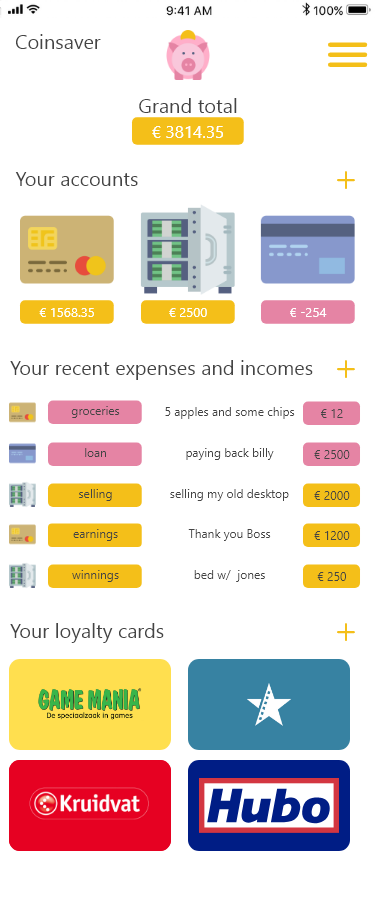 9:41 AM
100%
Coinsaver
Grand total
€ 3814.35
Your accounts
€ 1568.35
€ 2500
€ -254
Your recent expenses and incomes
groceries 5 apples and some chips € 12
loan paying back billy € 2500
selling selling my old desktop € 2000
earnings Thank you Boss € 1200
winnings bed w/ jones € 250
Your loyalty cards
GAME MANIA
De speciaalzaak in games
Kruidvat
Hubo